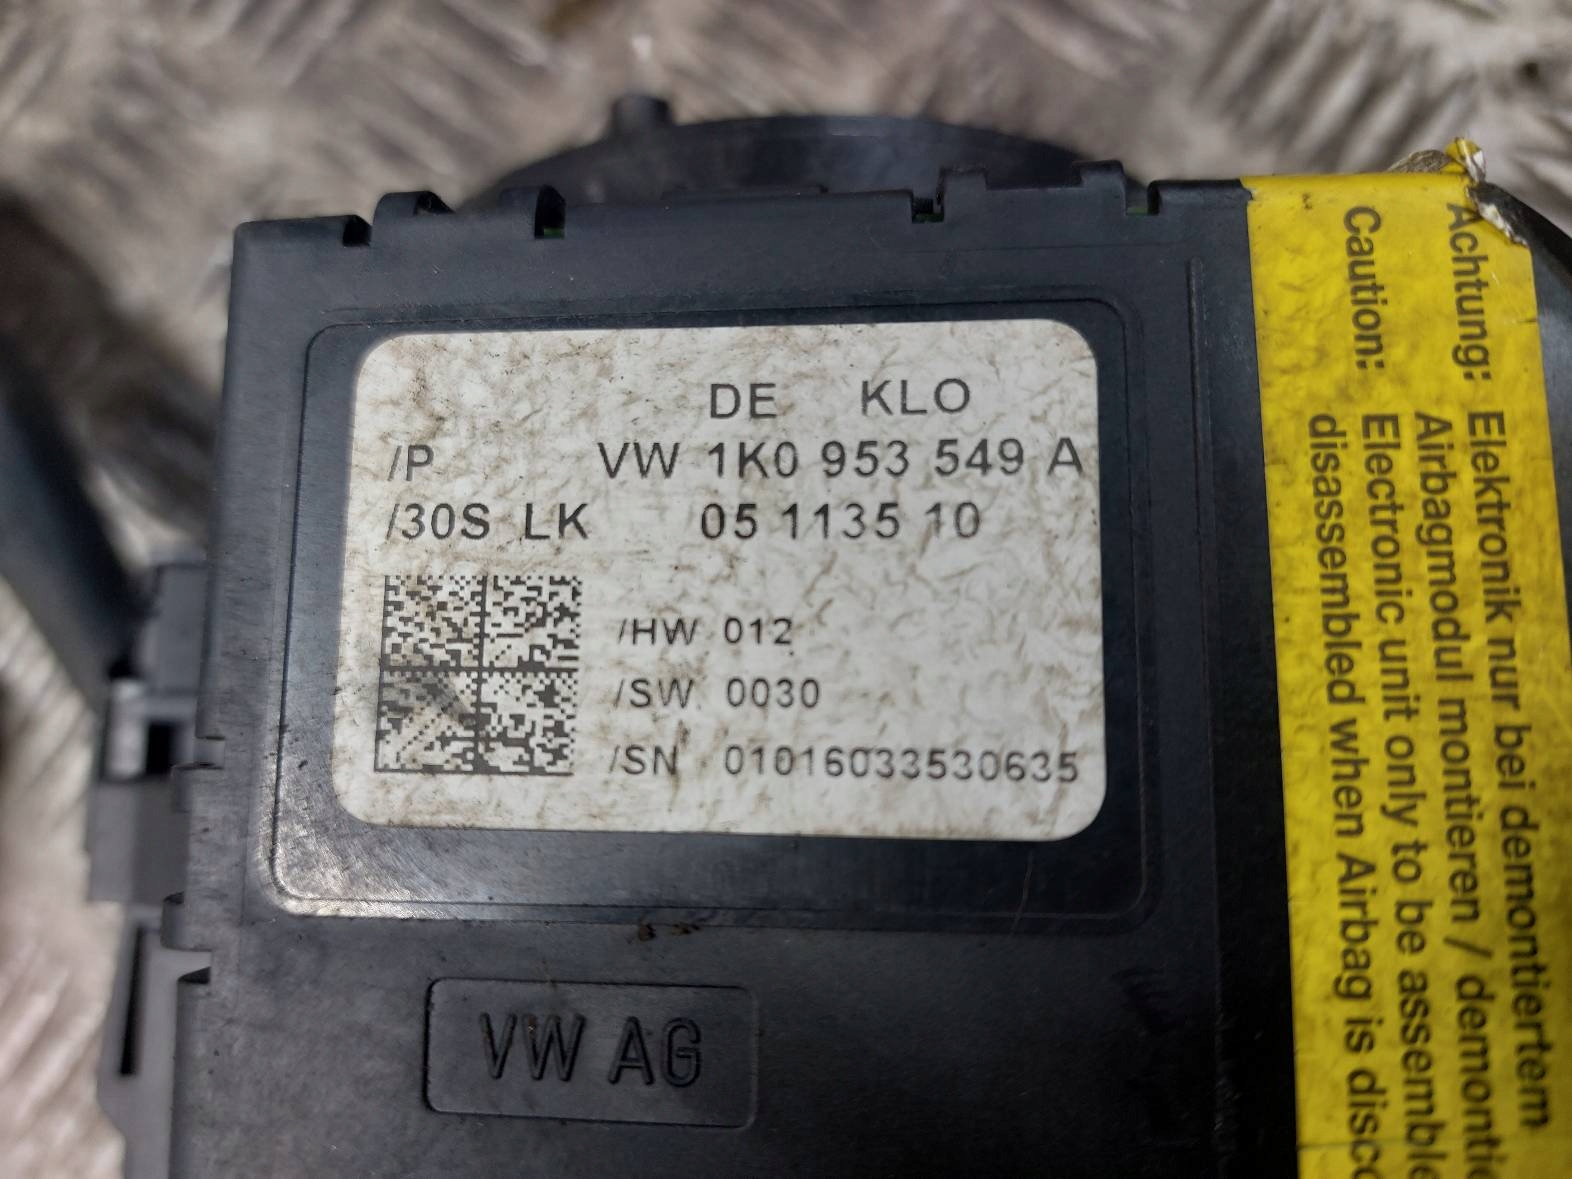 DE KLO
/P VW 1K0 953 549 A
/30S LK 05 1135 10
/HW 012
/SW 0030
/SN 01016033530635
VW AG
Achtung: Elektronik nur bei demontiertem
Airbagmodul montieren / demontie
Caution: Electronic unit only to be assemble
disassembled when Airbag is disco